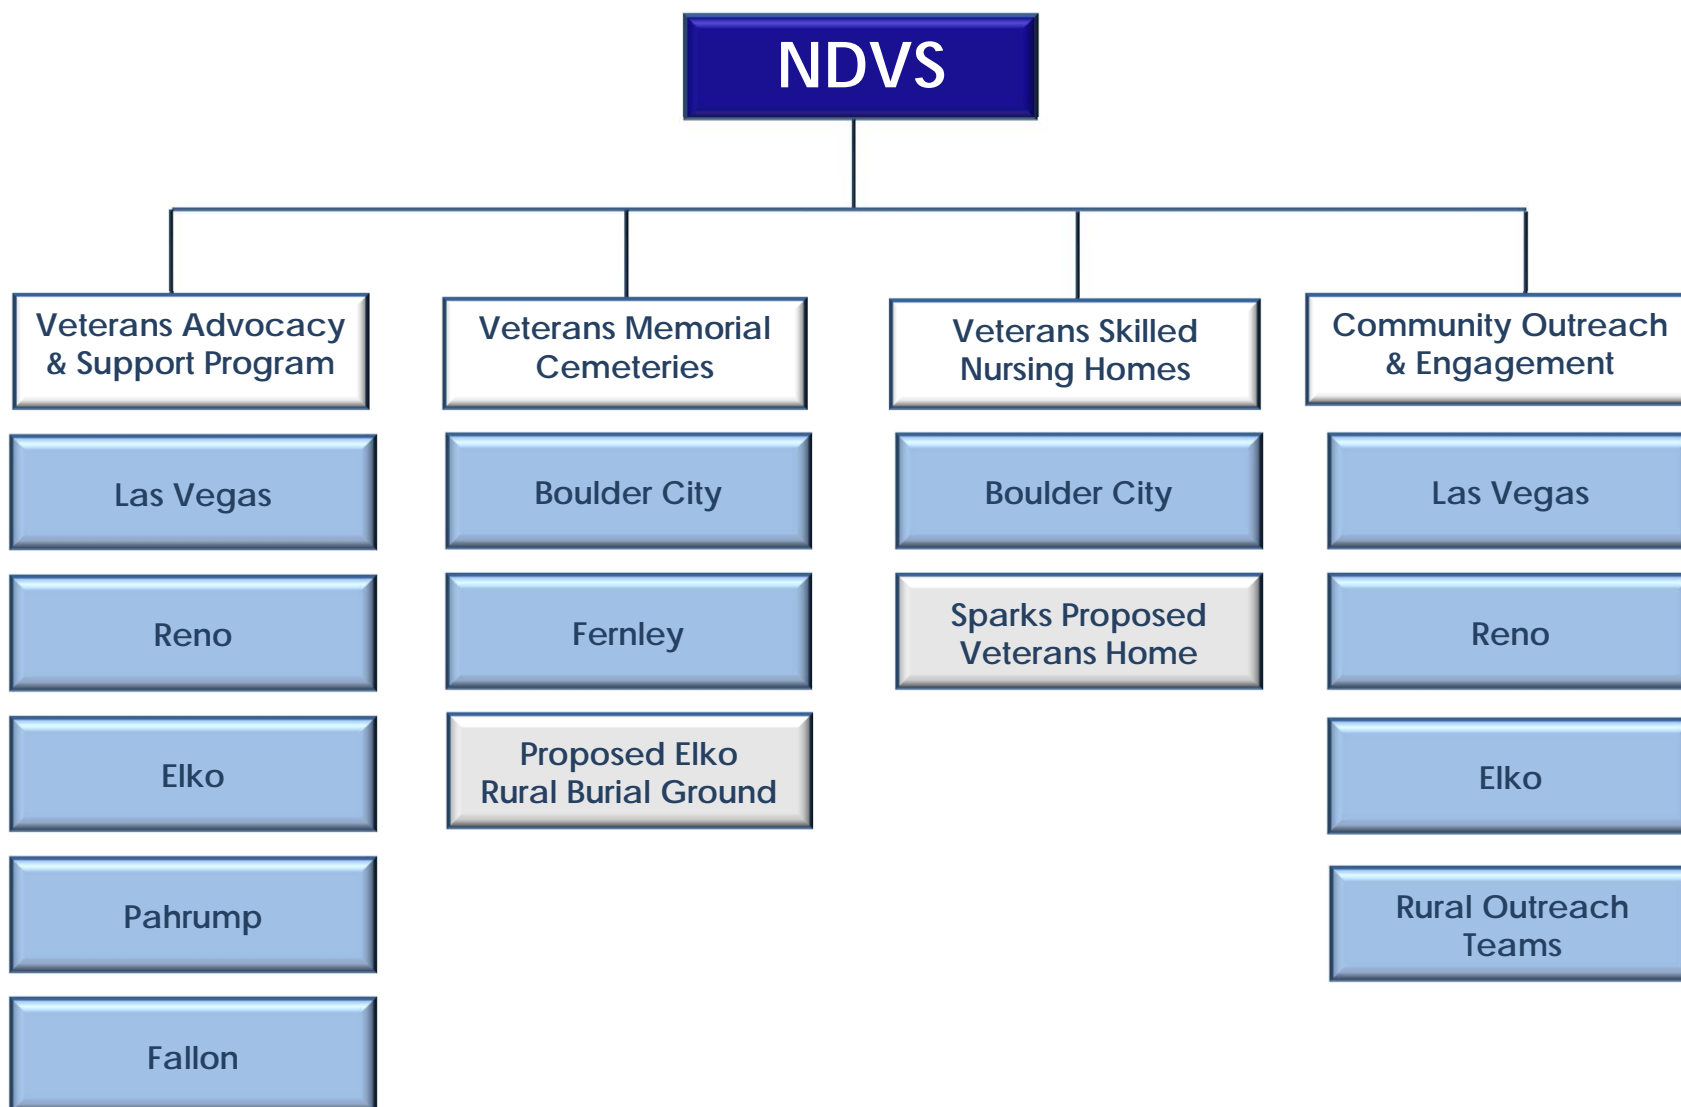 NDVS
Veterans Advocacy
& Support Program
Las Vegas
Reno
Elko
Pahrump
Fallon
Veterans Memorial
Cemeteries
Boulder City
Fernley
Proposed Elko
Rural Burial Ground
Veterans Skilled
Nursing Homes
Boulder City
Sparks Proposed
Veterans Home
Community Outreach
& Engagement
Las Vegas
Reno
Elko
Rural Outreach
Teams